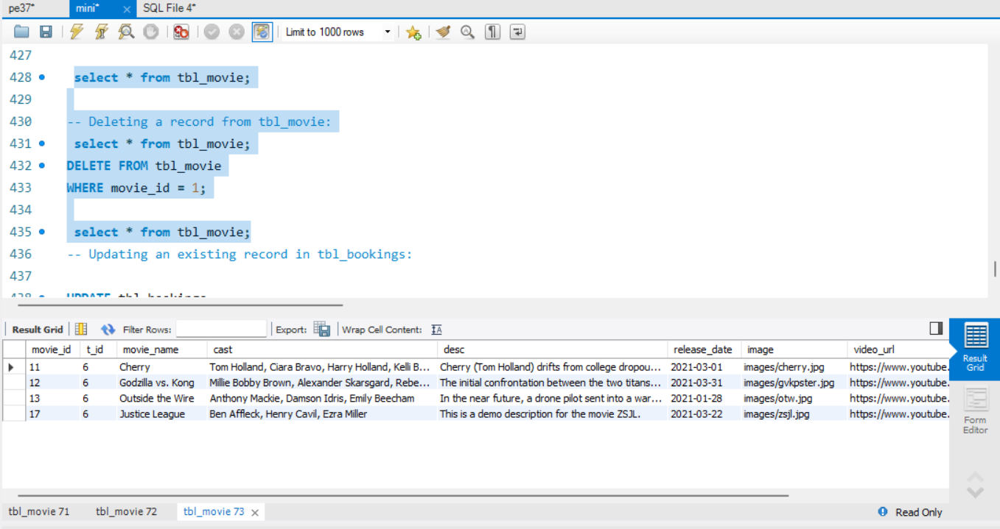 pe37* mini* SQL File 4*
Limit to 1000 rows
427
428 select * from tbl_movie;
429
430 -- Deleting a record from tbl_movie:
431 select * from tbl_movie;
432 DELETE FROM tbl_movie
433 WHERE movie_id = 1;
434
435 select * from tbl_movie;
436 -- Updating an existing record in tbl_bookings:
437
438 UPDATE tbl_bookings
Result Grid Filter Rows: Export: Wrap Cell Content:
movie_id t_id movie_name cast desc release_date image video_url
11 6 Cherry Tom Holland, Ciara Bravo, Harry Holland, Kelli B... Cherry (Tom Holland) drifts from college dropou... 2021-03-01 images/cherry.jpg https://www.youtube.
12 6 Godzilla vs. Kong Millie Bobby Brown, Alexander Skarsgard, Rebe... The initial confrontation between the two titans... 2021-03-31 images/gvkpster.jpg https://www.youtube.
13 6 Outside the Wire Anthony Mackie, Damson Idris, Emily Beecham In the near future, a drone pilot sent into a war... 2021-01-28 images/otw.jpg https://www.youtube.
17 6 Justice League Ben Affleck, Henry Cavil, Ezra Miller This is a demo description for the movie ZSJL. 2021-03-22 images/zsjl.jpg https://www.youtube.
Result
Grid
Form
Editor
tbl_movie 71 tbl_movie 72 tbl_movie 73 Read Only